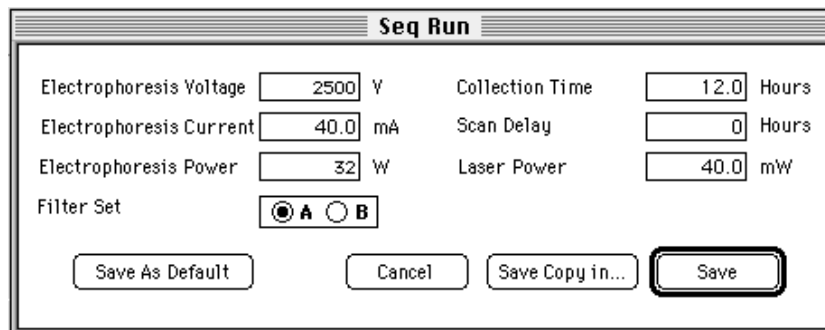 Seq Run
Electrophoresis Voltage 2500 V Collection Time 12.0 Hours
Electrophoresis Current 40.0 mA Scan Delay 0 Hours
Electrophoresis Power 32 W Laser Power 40.0 mW
Filter Set A B
Save As Default Cancel Save Copy in... Save